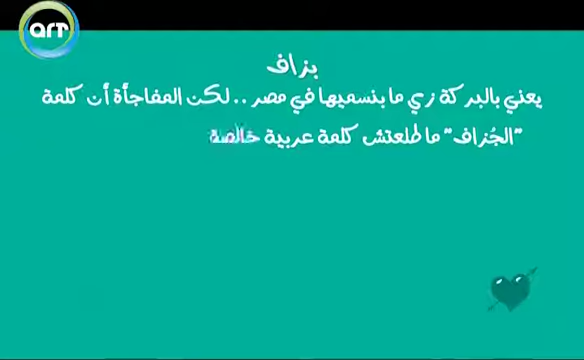 art
بزاف
يعني بالبركة زي ما بنسميها في مصر .. لكن المفاجأة أن كلمة
"الجُزاف" ما طلعتش كلمة عربية خالصة